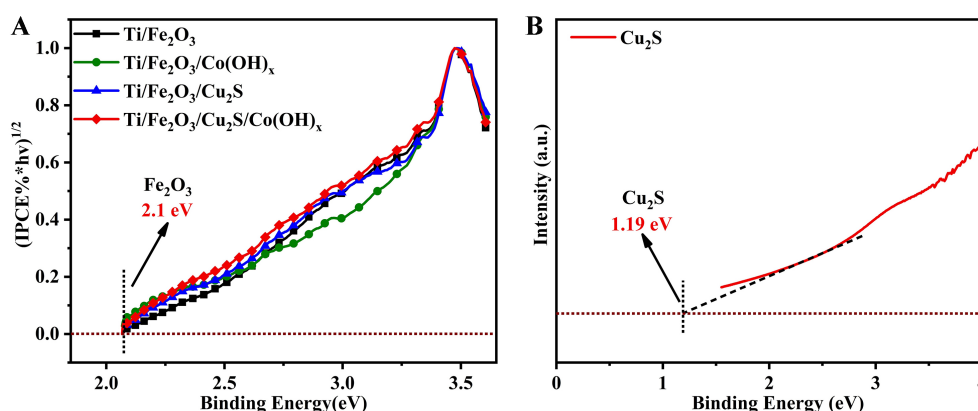 A
Ti/Fe₂O₃
Ti/Fe₂O₃/Co(OH)ₓ
Ti/Fe₂O₃/Cu₂S
Ti/Fe₂O₃/Cu₂S/Co(OH)ₓ
(IPCE%*hv)^1/2
1.0
0.8
0.6
0.4
0.2
0.0
Fe₂O₃
2.1 eV
2.0
2.5
3.0
3.5
Binding Energy(eV)
B
Cu₂S
Intensity (a.u.)
Cu₂S
1.19 eV
0
1
2
3
Binding Energy (eV)